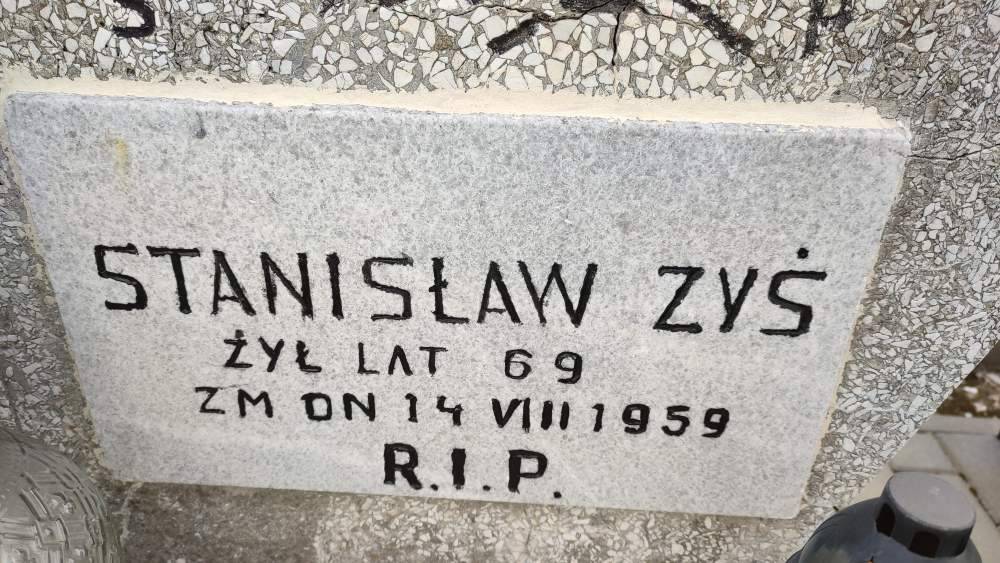 STANISŁAW ZYŚ
ŻYŁ LAT 69
ZM DN 14 VIII 1959
R.I.P.